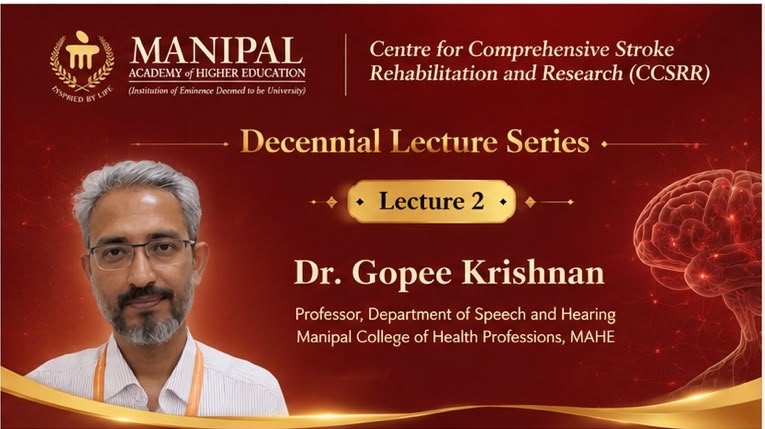 MANIPAL
ACADEMY of HIGHER EDUCATION
(Institution of Eminence Deemed to be University)
INSPIRED BY LIFE
Centre for Comprehensive Stroke
Rehabilitation and Research (CCSRR)
Decennial Lecture Series
Lecture 2
Dr. Gopee Krishnan
Professor, Department of Speech and Hearing
Manipal College of Health Professions, MAHE